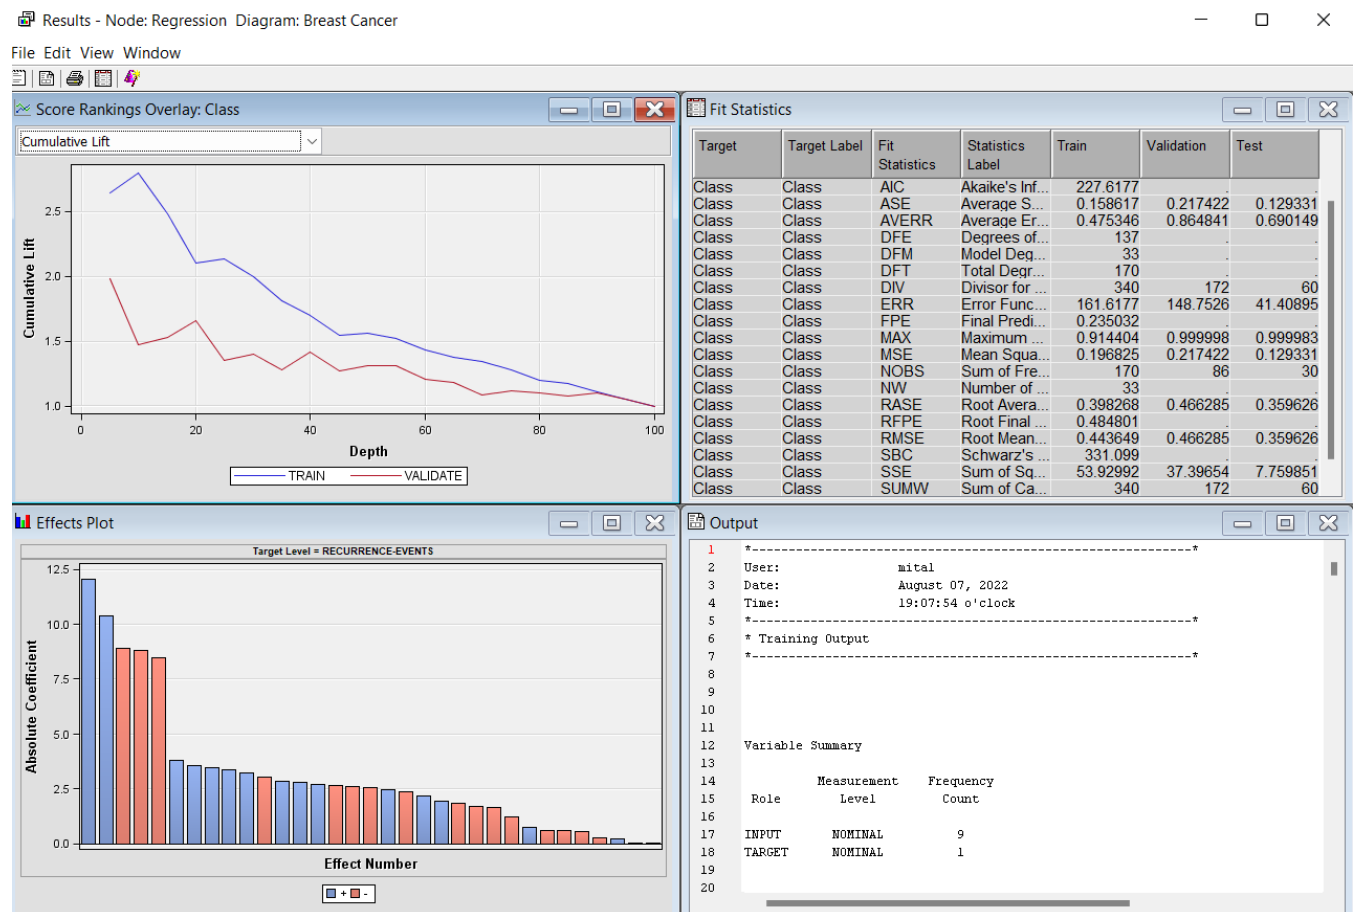 Results - Node: Regression Diagram: Breast Cancer
File Edit View Window
Score Rankings Overlay: Class
Cumulative Lift
Cumulative Lift
2.5
2.0
1.5
1.0
0 20 40 60 80 100
Depth
TRAIN VALIDATE
Fit Statistics
Target Target Label Fit Statistics Statistics Label Train Validation Test
Class Class AIC Akaike's Inf... 227.6177 . .
Class Class ASE Average S... 0.158617 0.217422 0.129331
Class Class AVERR Average Er... 0.475346 0.864841 0.690149
Class Class DFE Degrees of... 137 . .
Class Class DFM Model Deg... 33 . .
Class Class DFT Total Degr... 170 . .
Class Class DIV Divisor for ... 340 172 60
Class Class ERR Error Func... 161.6177 148.7526 41.40895
Class Class FPE Final Predi... 0.235032 . .
Class Class MAX Maximum ... 0.914404 0.999998 0.999983
Class Class MSE Mean Squa... 0.196825 0.217422 0.129331
Class Class NOBS Sum of Fre... 170 86 30
Class Class NW Number of ... 33 . .
Class Class RASE Root Avera... 0.398268 0.466285 0.359626
Class Class RFPE Root Final ... 0.484801 . .
Class Class RMSE Root Mean... 0.443649 0.466285 0.359626
Class Class SBC Schwarz's ... 331.099 . .
Class Class SSE Sum of Sq... 53.92992 37.39654 7.759851
Class Class SUMW Sum of Ca... 340 172 60
Effects Plot
Target Level = RECURRENCE-EVENTS
Absolute Coefficient
12.5
10.0
7.5
5.0
2.5
0.0
Effect Number
+ -
Output
1 *------------------------------------------------------------*
2 User: mital
3 Date: August 07, 2022
4 Time: 19:07:54 o'clock
5 *------------------------------------------------------------*
6 * Training Output
7 *------------------------------------------------------------*
8
9
10
11
12 Variable Summary
13
14 Measurement Frequency
15 Role Level Count
16
17 INPUT NOMINAL 9
18 TARGET NOMINAL 1
19
20